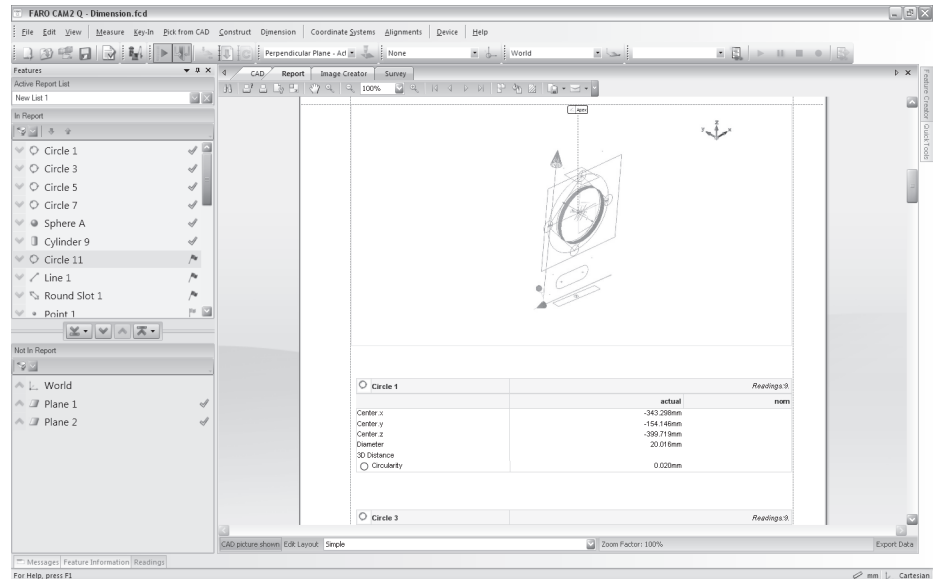 FARO CAM2 Q - Dimension.fcd
File Edit View Measure Key-In Pick from CAD Construct Dimension Coordinate Systems Alignments Device Help
Perpendicular Plane - Ad None World
Features
CAD Report Image Creator Survey
Active Report List
New List 1
100%
In Report
Circle 1
Circle 3
Circle 5
Circle 7
Sphere A
Cylinder 9
Circle 11
Line 1
Round Slot 1
Point 1
Not In Report
World
Plane 1
Plane 2
Apex
z
Circle 1 Readings:9.
actual nom
Center.x -343.298mm
Center.y -154.146mm
Center.z -399.719mm
Diameter 20.016mm
3D Distance
Circularity 0.020mm
Circle 3 Readings:9.
CAD picture shown Edit Layout Simple Zoom Factor: 100% Export Data
Feature Creator
QuickTools
Messages Feature Information Readings
For Help, press F1 mm Cartesian